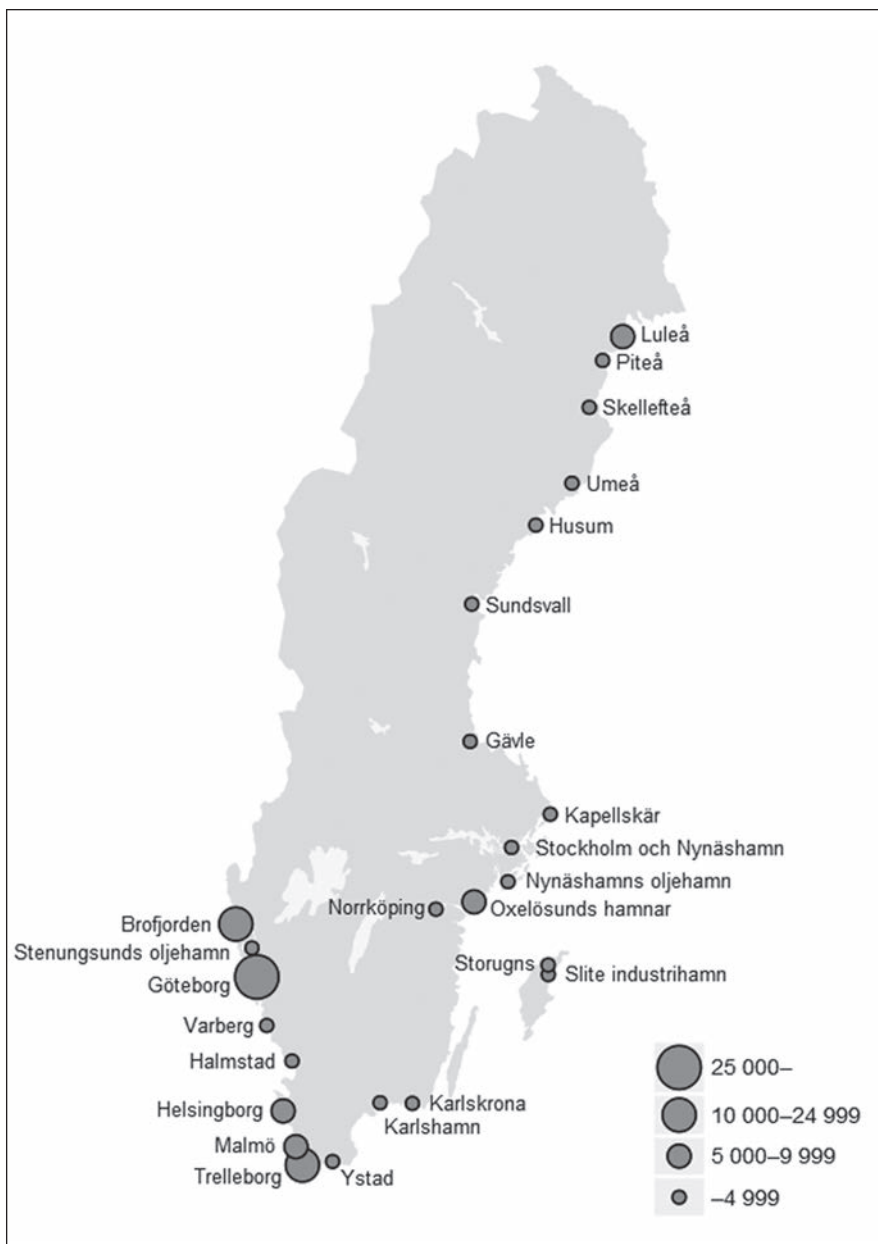 Luleå
Piteå
Skellefteå
Umeå
Husum
Sundsvall
Gävle
Kapellskär
Stockholm och Nynäshamn
Nynäshamns oljehamn
Norrköping
Oxelösunds hamnar
Brofjorden
Stenungsunds oljehamn
Göteborg
Storugns
Slite industrihamn
Varberg
Halmstad
Helsingborg
Karlskrona
Karlshamn
Malmö
Trelleborg
Ystad
25 000–
10 000–24 999
5 000–9 999
–4 999